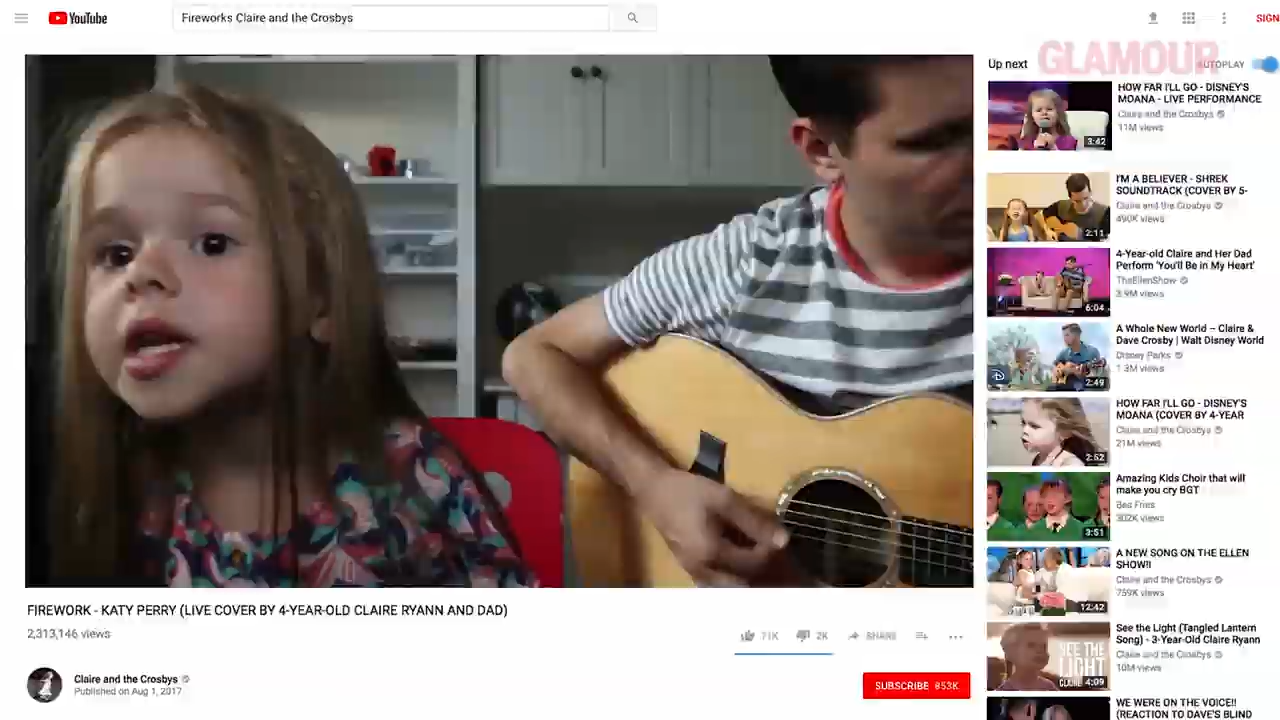 YouTube
Fireworks Claire and the Crosbys
SIGN
GLAMOUR
Up next
AUTOPLAY
HOW FAR I'LL GO - DISNEY'S
MOANA - LIVE PERFORMANCE
Claire and the Crosbys
11M views
3:42
I'M A BELIEVER - SHREK
SOUNDTRACK (COVER BY 5-
Claire and the Crosbys
490K views
2:11
4-Year-old Claire and Her Dad
Perform 'You'll Be in My Heart'
TheEllenShow
3.9M views
6:04
A Whole New World – Claire &
Dave Crosby | Walt Disney World
Disney Parks
1.3M views
2:49
HOW FAR I'LL GO - DISNEY'S
MOANA (COVER BY 4-YEAR
Claire and the Crosbys
21M views
2:52
Amazing Kids Choir that will
make you cry BGT
Bee Fries
302K views
3:51
A NEW SONG ON THE ELLEN
SHOW!!
Claire and the Crosbys
759K views
12:42
See the Light (Tangled Lantern
Song) - 3-Year-Old Claire Ryann
Claire and the Crosbys
10M views
SEE THE
LIGHT
CLAIRE
4:09
WE WERE ON THE VOICE!!
(REACTION TO DAVE'S BLIND
FIREWORK - KATY PERRY (LIVE COVER BY 4-YEAR-OLD CLAIRE RYANN AND DAD)
2,313,146 views
71K
2K
SHARE
Claire and the Crosbys
Published on Aug 1, 2017
SUBSCRIBE 853K